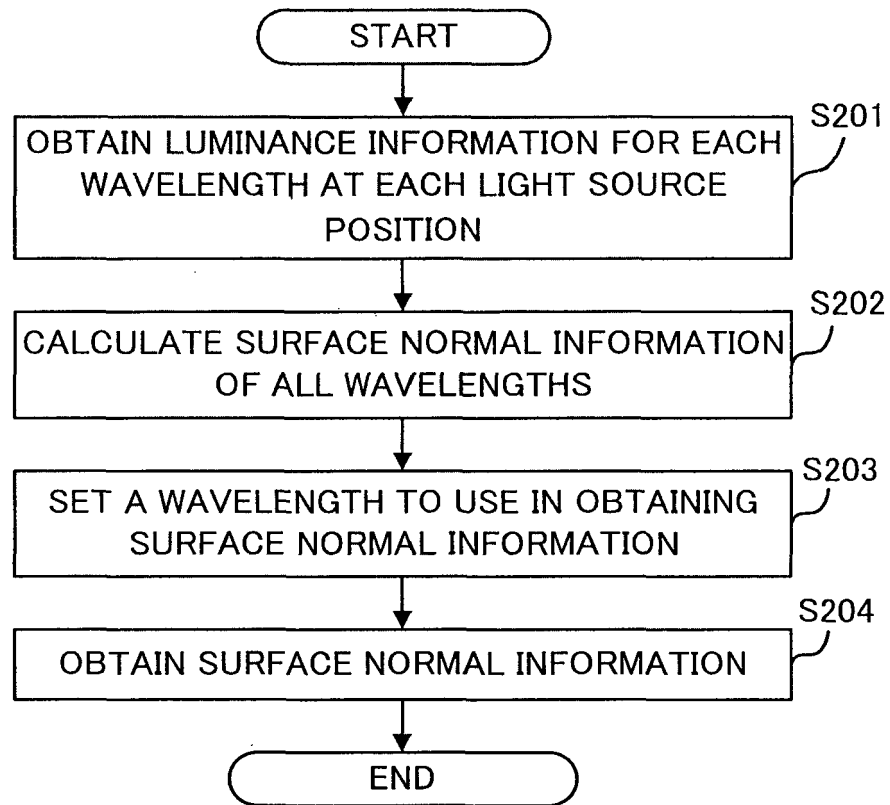 START
S201
OBTAIN LUMINANCE INFORMATION FOR EACH
WAVELENGTH AT EACH LIGHT SOURCE
POSITION
S202
CALCULATE SURFACE NORMAL INFORMATION
OF ALL WAVELENGTHS
S203
SET A WAVELENGTH TO USE IN OBTAINING
SURFACE NORMAL INFORMATION
S204
OBTAIN SURFACE NORMAL INFORMATION
END